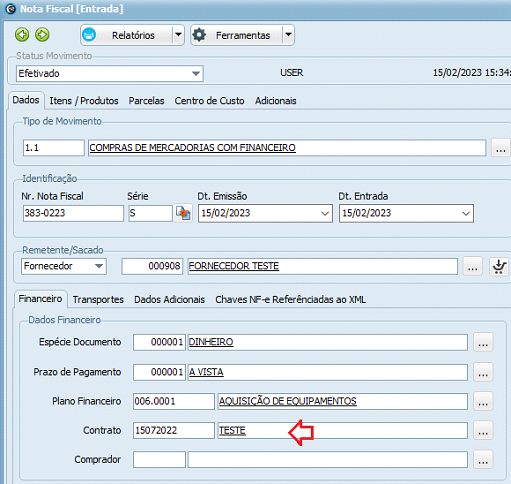 Nota Fiscal [Entrada]
Relatórios Ferramentas
Status Movimento
Efetivado USER 15/02/2023 15:34:
Dados Itens / Produtos Parcelas Centro de Custo Adicionais
Tipo de Movimento
1.1 COMPRAS DE MERCADORIAS COM FINANCEIRO ...
Identificação
Nr. Nota Fiscal Série Dt. Emissão Dt. Entrada
383-0223 S 15/02/2023 15/02/2023
Remetente/Sacado
Fornecedor 000908 FORNECEDOR TESTE ...
Financeiro Transportes Dados Adicionais Chaves NF-e Referênciadas ao XML
Dados Financeiro
Espécie Documento 000001 DINHEIRO ...
Prazo de Pagamento 000001 A VISTA ...
Plano Financeiro 006.0001 AQUISIÇÃO DE EQUIPAMENTOS ...
Contrato 15072022 TESTE ...
Comprador ...